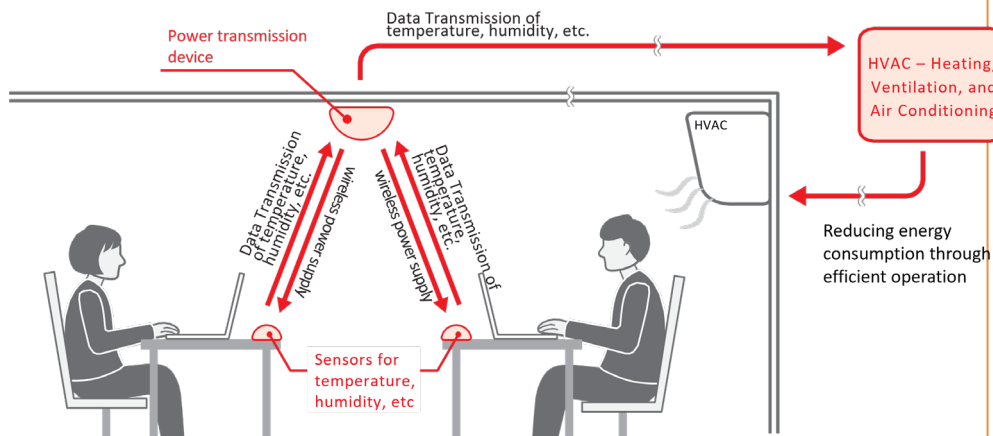 Data Transmission of
temperature, humidity, etc.
Power transmission
device
HVAC – Heating,
Ventilation, and
Air Conditioning
HVAC
Data Transmission
of temperature,
humidity, etc.
wireless power supply
wireless power supply
Data Transmission of
temperature,
humidity, etc.
Reducing energy
consumption through
efficient operation
Sensors for
temperature,
humidity, etc